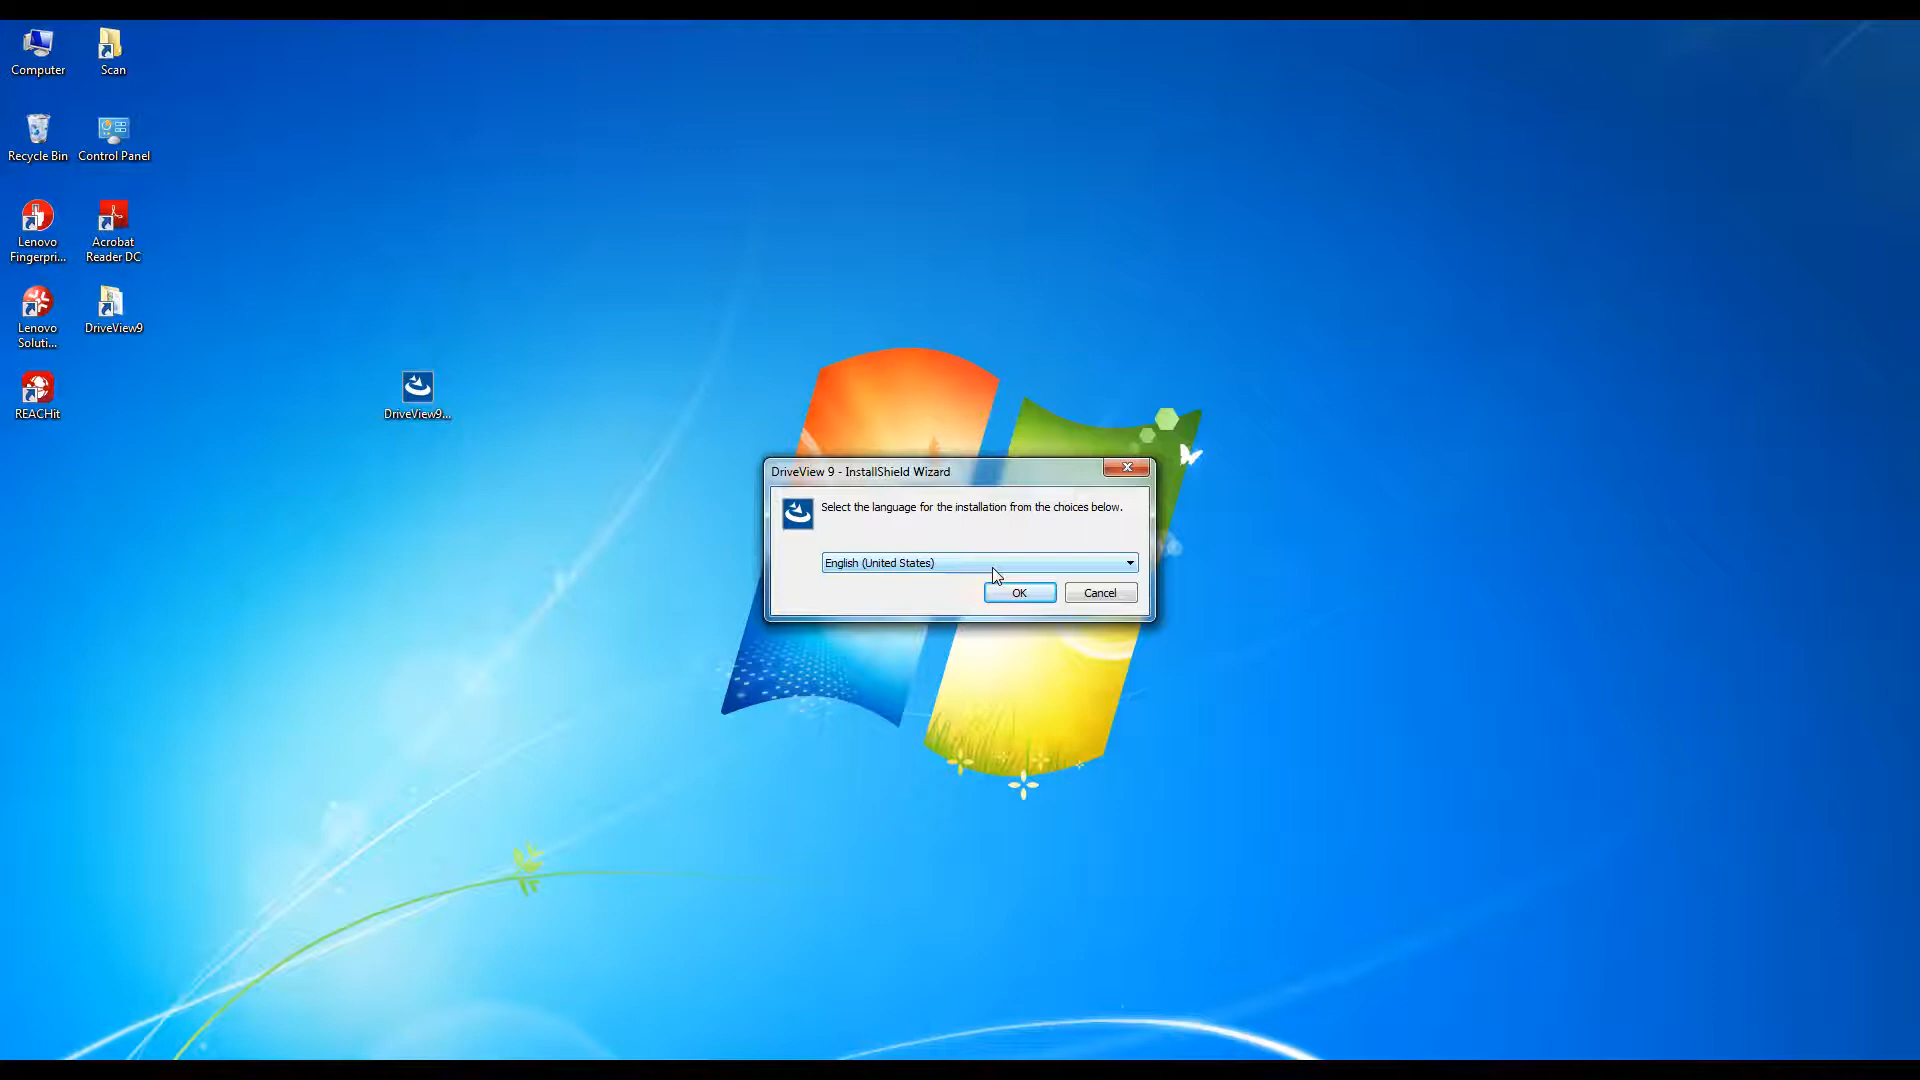 Computer
Scan
Recycle Bin
Control Panel
Lenovo
Fingerpri...
Acrobat
Reader DC
Lenovo
Soluti...
DriveView9
REACHit
DriveView9...
DriveView 9 - InstallShield Wizard
Select the language for the installation from the choices below.
English (United States)
OK
Cancel